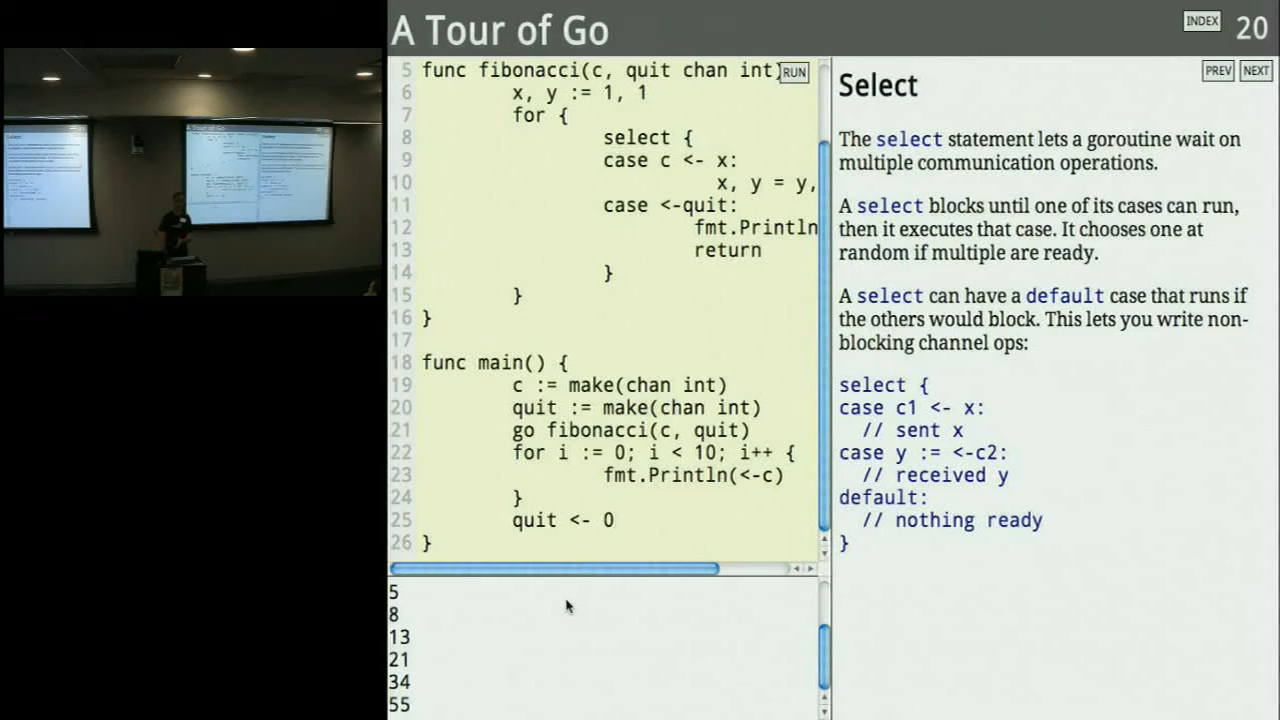 A Tour of Go
INDEX
20
5 func fibonacci(c, quit chan int)
RUN
6 x, y := 1, 1
7 for {
8 select {
9 case c <- x:
10 x, y = y,
11 case <-quit:
12 fmt.Println
13 return
14 }
15 }
16 }
17
18 func main() {
19 c := make(chan int)
20 quit := make(chan int)
21 go fibonacci(c, quit)
22 for i := 0; i < 10; i++ {
23 fmt.Println(<-c)
24 }
25 quit <- 0
26 }
5
8
13
21
34
55
PREV
NEXT
Select
The select statement lets a goroutine wait on
multiple communication operations.
A select blocks until one of its cases can run,
then it executes that case. It chooses one at
random if multiple are ready.
A select can have a default case that runs if
the others would block. This lets you write non-
blocking channel ops:
select {
case c1 <- x:
// sent x
case y := <-c2:
// received y
default:
// nothing ready
}
A Tour of Go